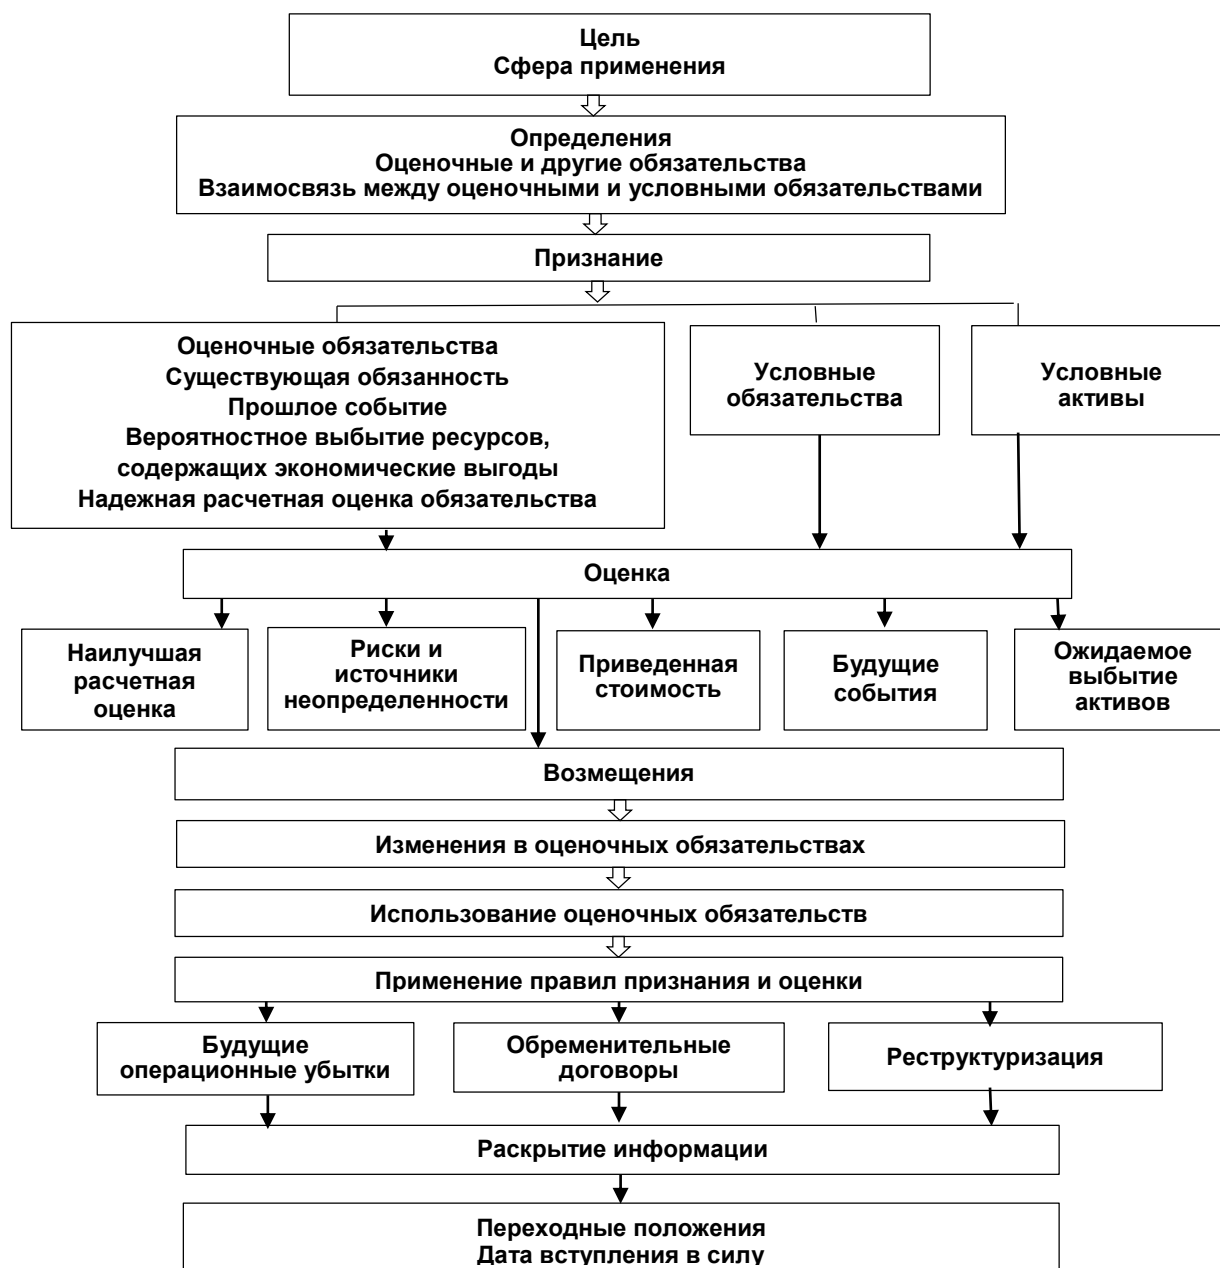 Цель
Сфера применения
Определения
Оценочные и другие обязательства
Взаимосвязь между оценочными и условными обязательствами
Признание
Оценочные обязательства
Существующая обязанность
Прошлое событие
Вероятностное выбытие ресурсов,
содержащих экономические выгоды
Надежная расчетная оценка обязательства
Условные
обязательства
Условные
активы
Оценка
Наилучшая
расчетная
оценка
Риски и
источники
неопределенности
Приведенная
стоимость
Будущие
события
Ожидаемое
выбытие
активов
Возмещения
Изменения в оценочных обязательствах
Использование оценочных обязательств
Применение правил признания и оценки
Будущие
операционные убытки
Обременительные
договоры
Реструктуризация
Раскрытие информации
Переходные положения
Дата вступления в силу